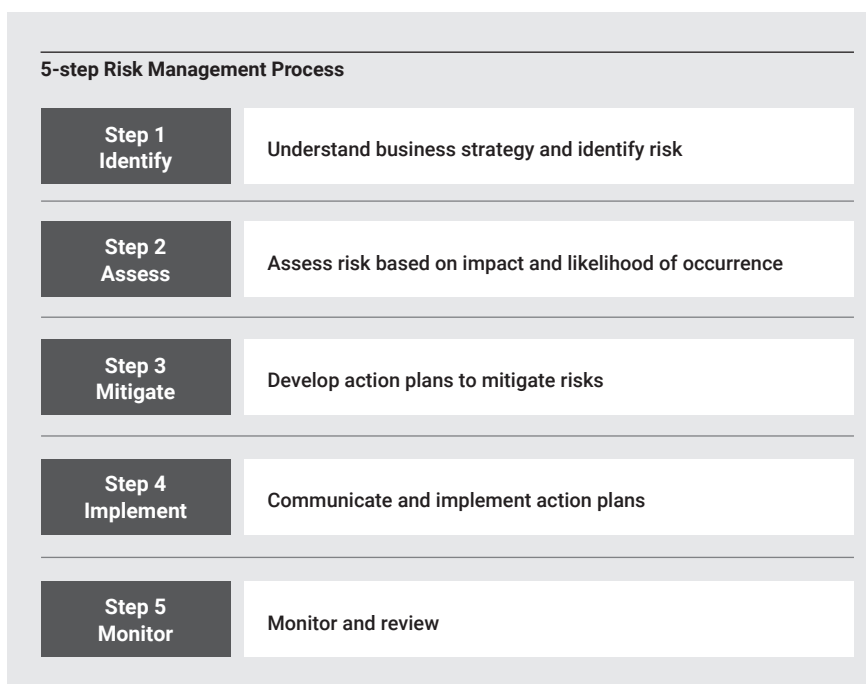 5-step Risk Management Process
Step 1
Identify
Understand business strategy and identify risk
Step 2
Assess
Assess risk based on impact and likelihood of occurrence
Step 3
Mitigate
Develop action plans to mitigate risks
Step 4
Implement
Communicate and implement action plans
Step 5
Monitor
Monitor and review